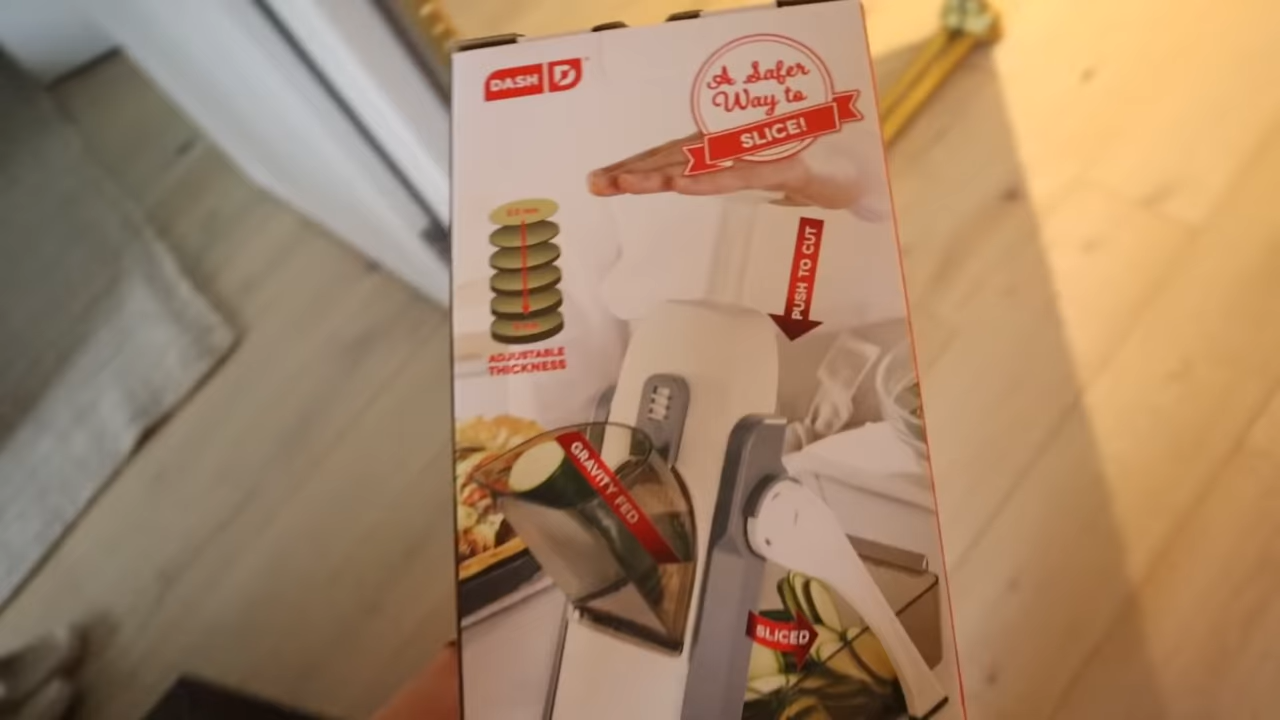 DASH
A Safer
Way to
SLICE!
PUSH TO CUT
ADJUSTABLE
THICKNESS
GRAVITY FED
SLICED